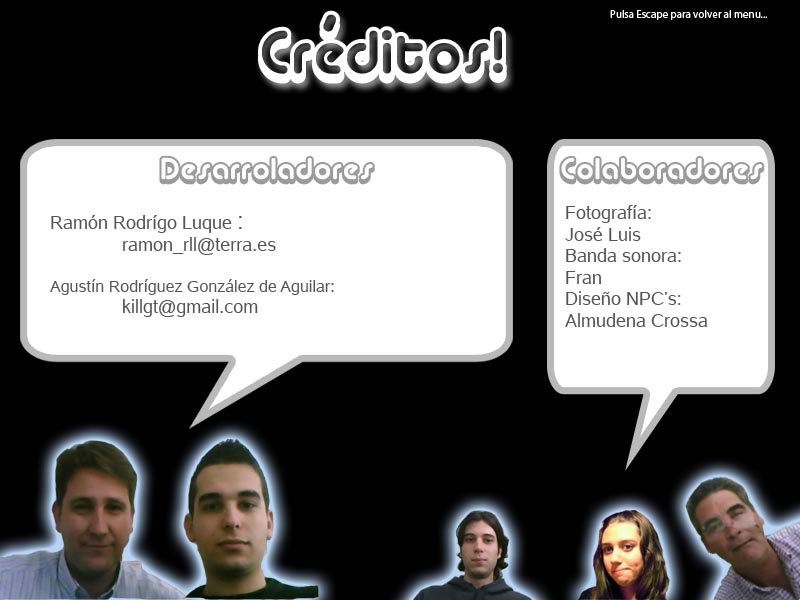 Pulsa Escape para volver al menu...
Créditos!
Desarroladores
Ramón Rodrígo Luque :
ramon_rll@terra.es
Agustín Rodríguez González de Aguilar:
killgt@gmail.com
Colaboradores
Fotografía:
José Luis
Banda sonora:
Fran
Diseño NPC's:
Almudena Crossa